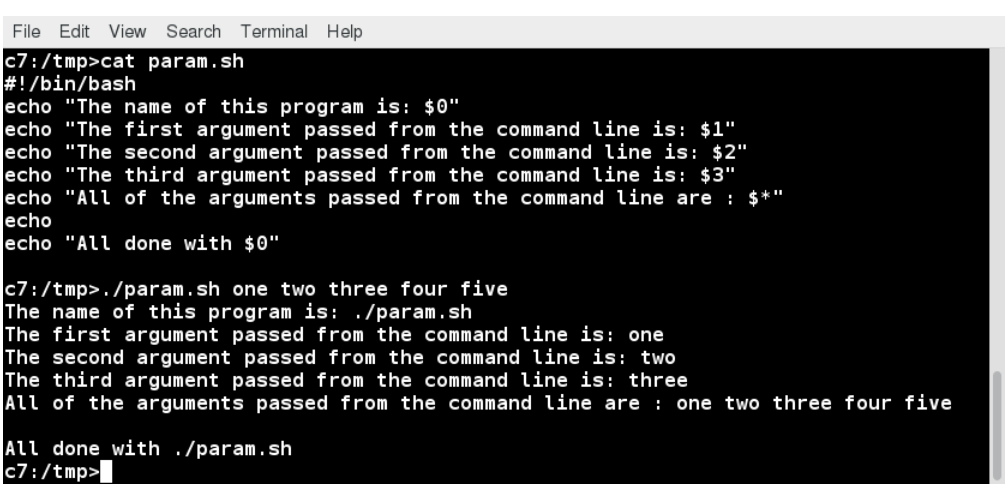 File Edit View Search Terminal Help
c7:/tmp>cat param.sh
#!/bin/bash
echo "The name of this program is: $0"
echo "The first argument passed from the command line is: $1"
echo "The second argument passed from the command line is: $2"
echo "The third argument passed from the command line is: $3"
echo "All of the arguments passed from the command line are : $*"
echo
echo "All done with $0"
c7:/tmp>./param.sh one two three four five
The name of this program is: ./param.sh
The first argument passed from the command line is: one
The second argument passed from the command line is: two
The third argument passed from the command line is: three
All of the arguments passed from the command line are : one two three four five
All done with ./param.sh
c7:/tmp>